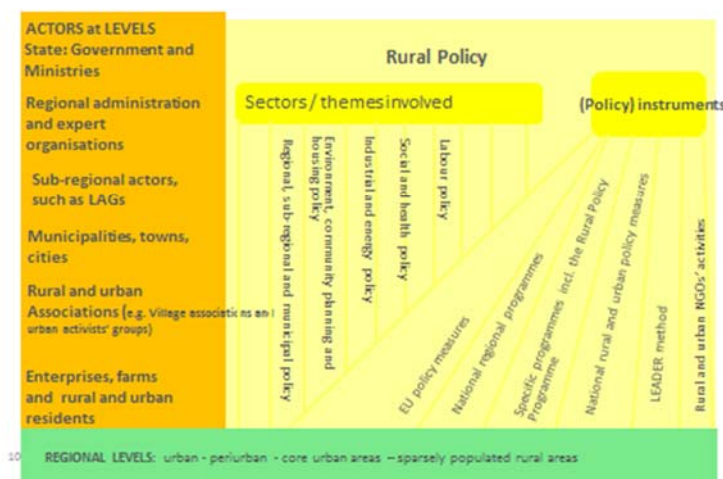 ACTORS at LEVELS
State: Government and
Ministries
Regional administration
and expert
organisations
Sub-regional actors,
such as LAGs
Municipalities, towns,
cities
Rural and urban
Associations (e.g. Village associations and
urban activists' groups)
Enterprises, farms
and rural and urban
residents
Rural Policy
Sectors / themes involved
(Policy) instruments
Regional, sub-regional and municipal policy
Environment, community planning and
housing policy
Industrial and energy policy
Social and health policy
Labour policy
EU policy measures
National regional programmes
Specific programmes incl. the Rural Policy
Programme
National rural and urban policy measures
LEADER method
Rural and urban NGOs' activities
10
REGIONAL LEVELS: urban - periurban - core urban areas – sparsely populated rural areas